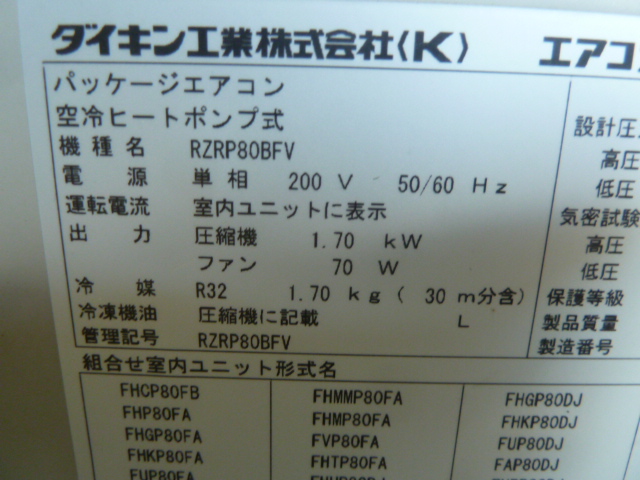 ダイキン工業株式会社〈K〉 エアコ
パッケージエアコン
空冷ヒートポンプ式
機種名 RZRP80BFV
電源 単相 200 V 50/60 Hz
運転電流 室内ユニットに表示
出力 圧縮機 1.70 kW
ファン 70 W
冷媒 R32 1.70 kg ( 30 m分含)
冷凍機油 圧縮機に記載 L
管理記号 RZRP80BFV
設計圧
高圧
低圧
気密試験
高圧
低圧
保護等級
製品質量
製造番号
組合せ室内ユニット形式名
FHCP80FB FHMMP80FA FHGP80DJ
FHP80FA FHMP80FA FHKP80DJ
FHGP80FA FVP80FA FUP80DJ
FHKP80FA FHTP80FA FAP80DJ
FUP80FA